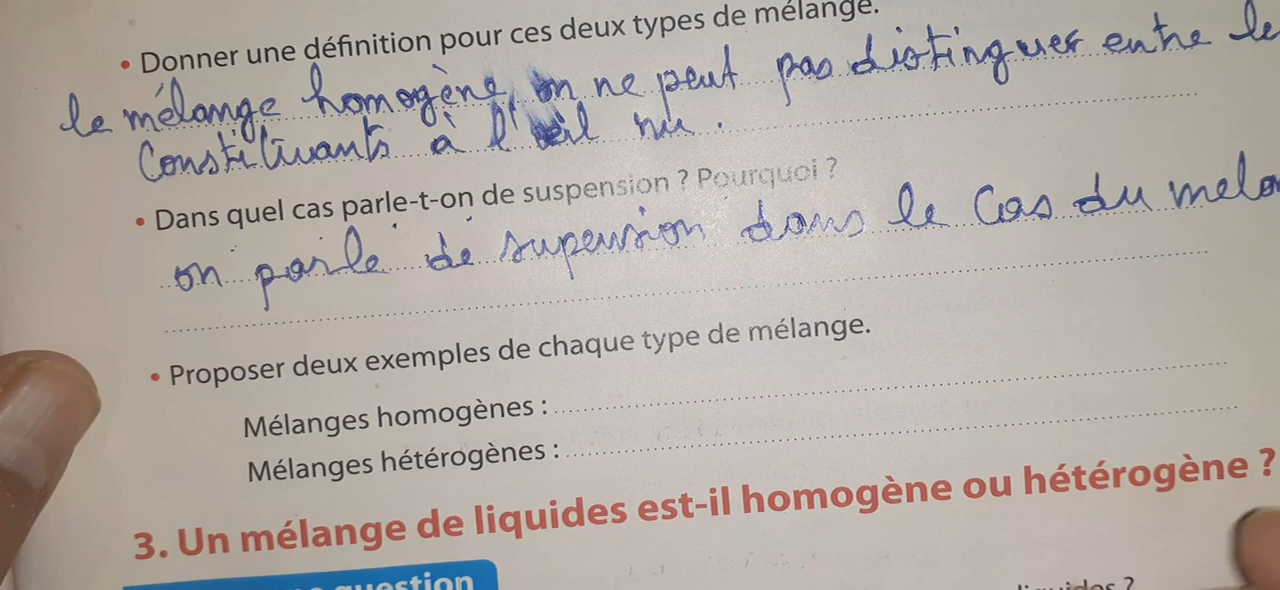 • Donner une définition pour ces deux types de mélange.
le mélange homogène, on ne peut pas distinguer entre le
Constituants à l'œil nu.
• Dans quel cas parle-t-on de suspension ? Pourquoi ?
on parle de supension dans le cas du mela
• Proposer deux exemples de chaque type de mélange.
Mélanges homogènes :
Mélanges hétérogènes :
3. Un mélange de liquides est-il homogène ou hétérogène ?
question
liquides ?